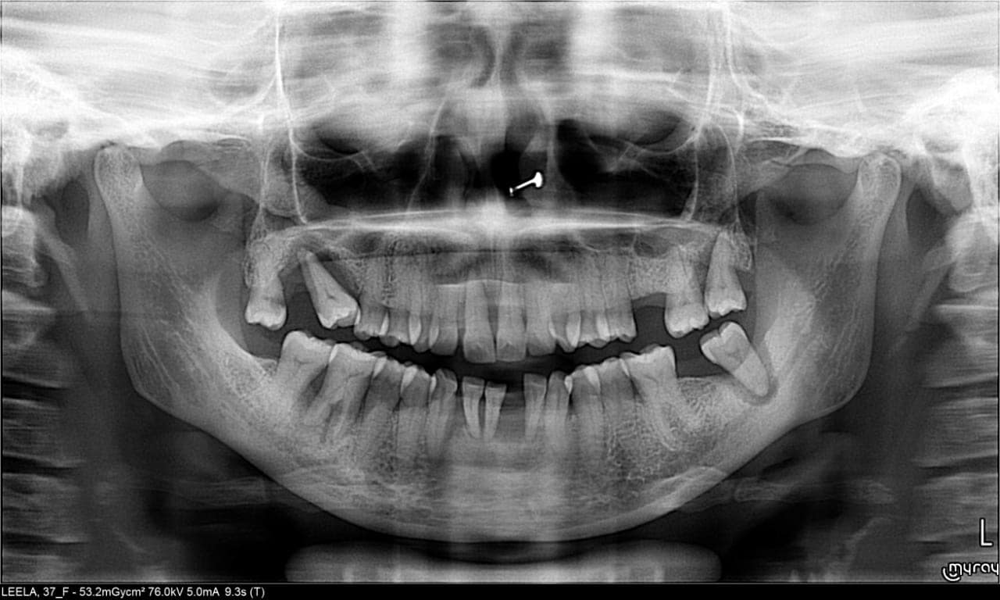 L
myray
LEELA, 37_F - 53.2mGycm² 76.0kV 5.0mA 9.3s (T)